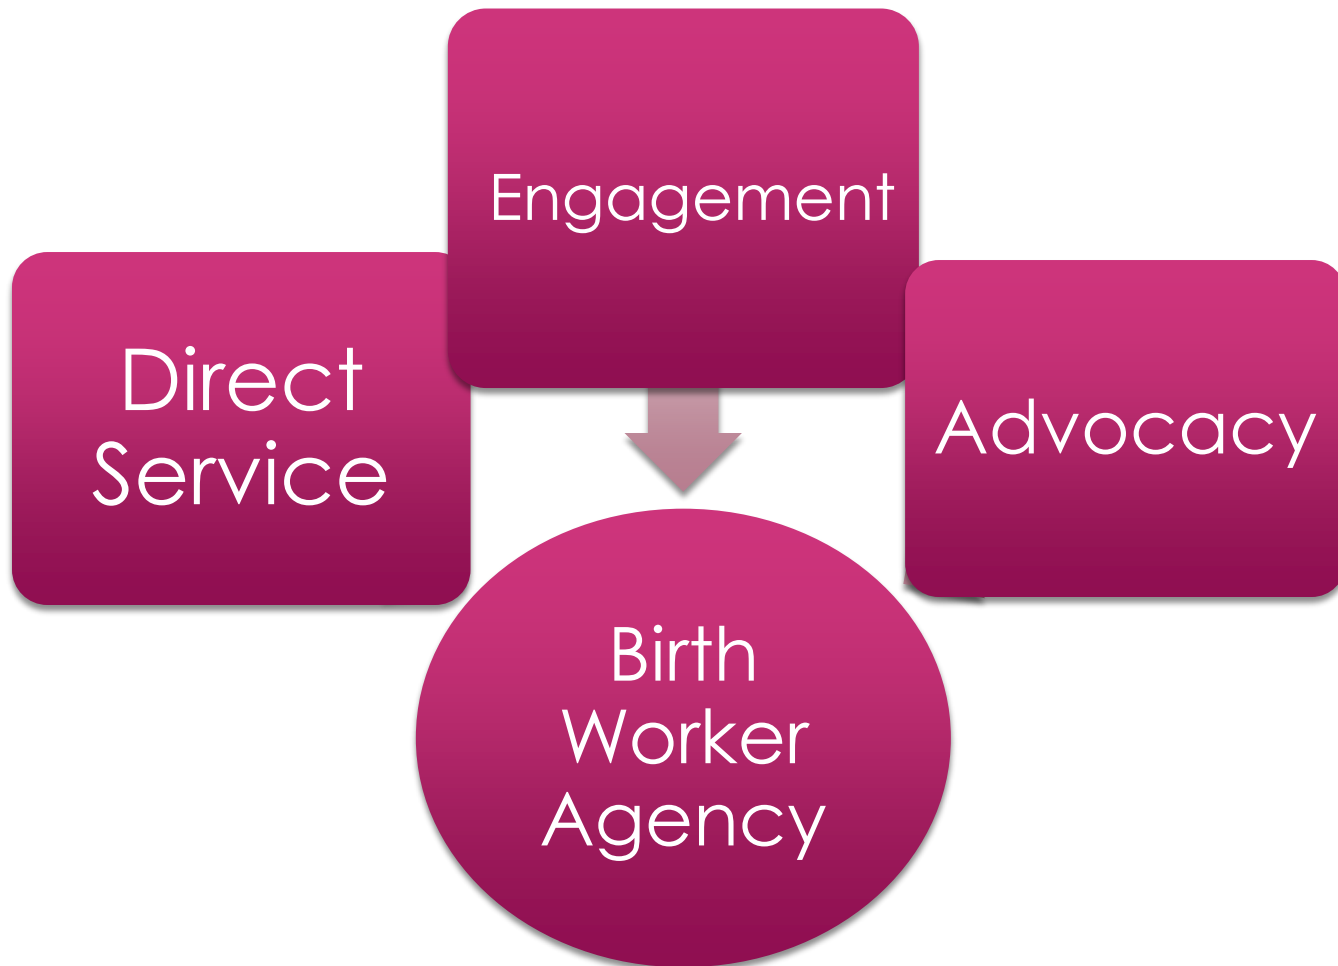 Engagement
Direct
Service
Advocacy
Birth
Worker
Agency